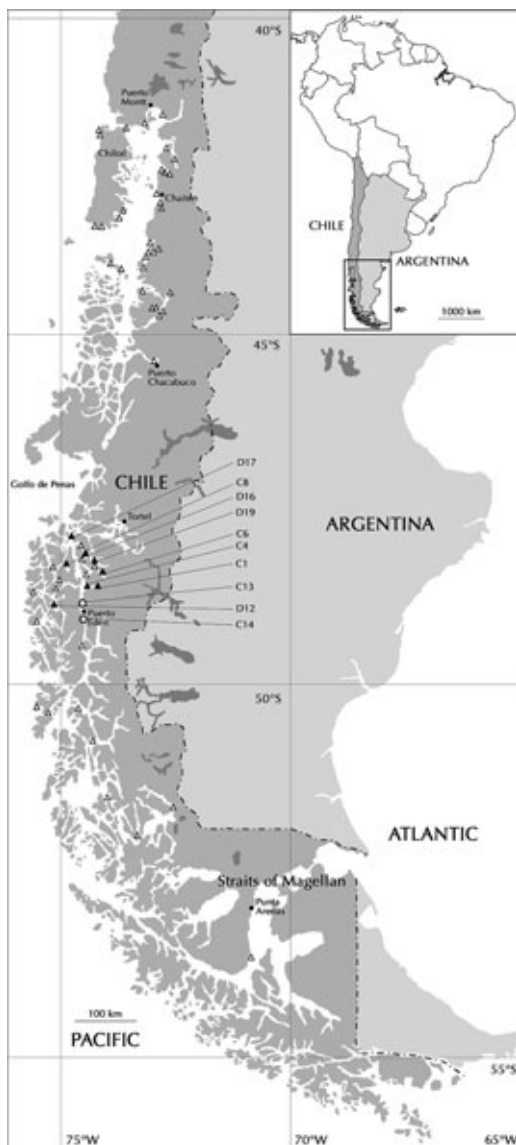 40°S
Puerto
Montt
Chiloé
Chaitén
CHILE
ARGENTINA
1000 km
45°S
Puerto
Chacabuco
Golfo de Penas
CHILE
Tortel
D17
C8
D16
D19
C6
C4
C1
C13
D12
C14
ARGENTINA
Puerto
Edén
50°S
ATLANTIC
Straits of Magellan
Punta
Arenas
100 km
PACIFIC
55°S
75°W
70°W
65°W